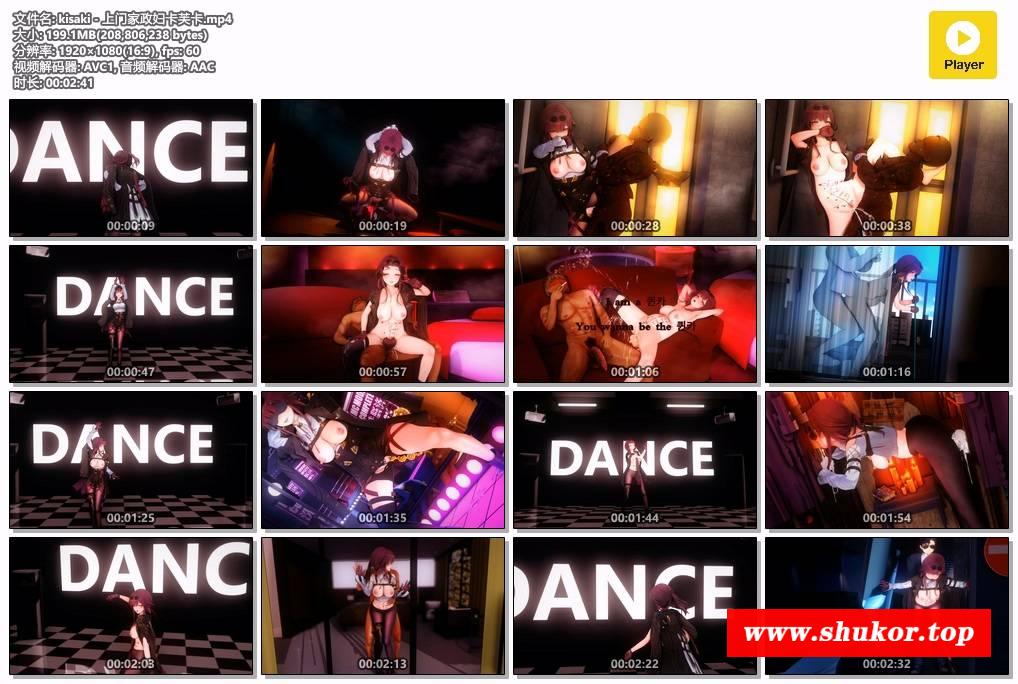 文件名: kisaki - 上门家政妇卡芙卡.mp4
大小: 199.1MB(208,806,238 bytes)
分辨率: 1920×1080(16:9), fps: 60
视频解码器: AVC1, 音频解码器: AAC
时长: 00:02:41
Player
DANCE
00:00:09
00:00:19
00:00:28
00:00:38
DANCE
00:00:47
00:00:57
I am a 퀸카
You wanna be the 퀸카
00:01:06
00:01:16
DANCE
00:01:25
00:01:35
DANCE
00:01:44
00:01:54
DANC
00:02:03
00:02:13
DANCE
00:02:22
www.shukor.top
00:02:32